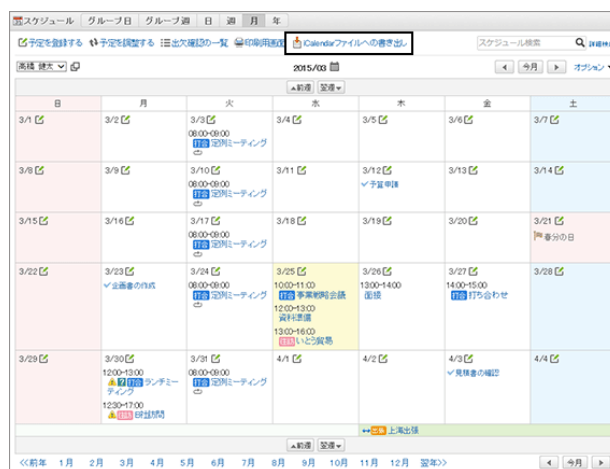 スケジュール グループ日 グループ週 日 週 月 年
予定を登録する 予定を調整する 出欠確認の一覧 印刷用画面 iCalendarファイルへの書き出し スケジュール検索
高橋 健太 2015/03 今月 オプション
前週 翌週
日 月 火 水 木 金 土
3/1 3/2 3/3 3/4 3/5 3/6 3/7
08:00-09:00
打合 定例ミーティング
3/8 3/9 3/10 3/11 3/12 3/13 3/14
08:00-09:00 予算申請
打合 定例ミーティング
3/15 3/16 3/17 3/18 3/19 3/20 3/21
08:00-09:00 春分の日
打合 定例ミーティング
3/22 3/23 3/24 3/25 3/26 3/27 3/28
企画書の作成 08:00-09:00 10:00-11:00 13:00-14:00 14:00-15:00
打合 定例ミーティング 打合 事業戦略会議 面接 打合 打ち合わせ
12:00-13:00
資料準備
13:00-16:00
いとう貿易
3/29 3/30 3/31 4/1 4/2 4/3 4/4
12:00-13:00 08:00-09:00 見積書の確認
打合 ランチミー 打合 定例ミーティング
ティング
12:30-17:00
上海出張
前週 翌週
<<前年 1月 2月 3月 4月 5月 6月 7月 8月 9月 10月 11月 12月 翌年>> 今月